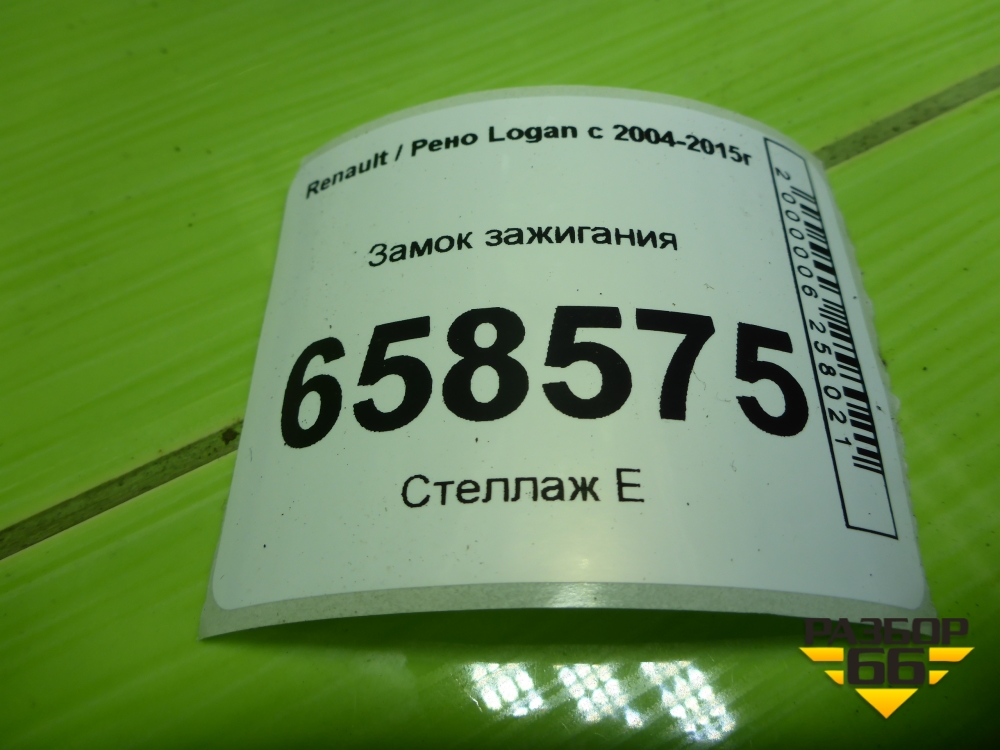 Renault / Рено Logan с 2004-2015г
Замок зажигания
658575
Стеллаж Е
2000006258021
РАЗБОР
66